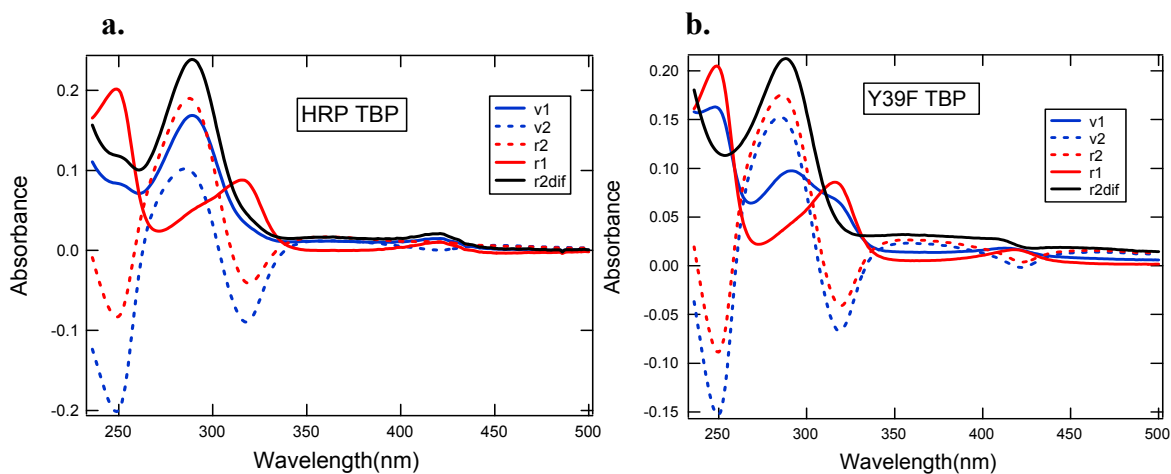 a.
HRP TBP
v1
v2
r2
r1
r2dif
Absorbance
0.2
0.1
0.0
-0.1
-0.2
250
300
350
400
450
500
Wavelength(nm)
b.
Y39F TBP
v1
v2
r2
r1
r2dif
Absorbance
0.20
0.15
0.10
0.05
0.00
-0.05
-0.10
-0.15
250
300
350
400
450
500
Wavelength(nm)